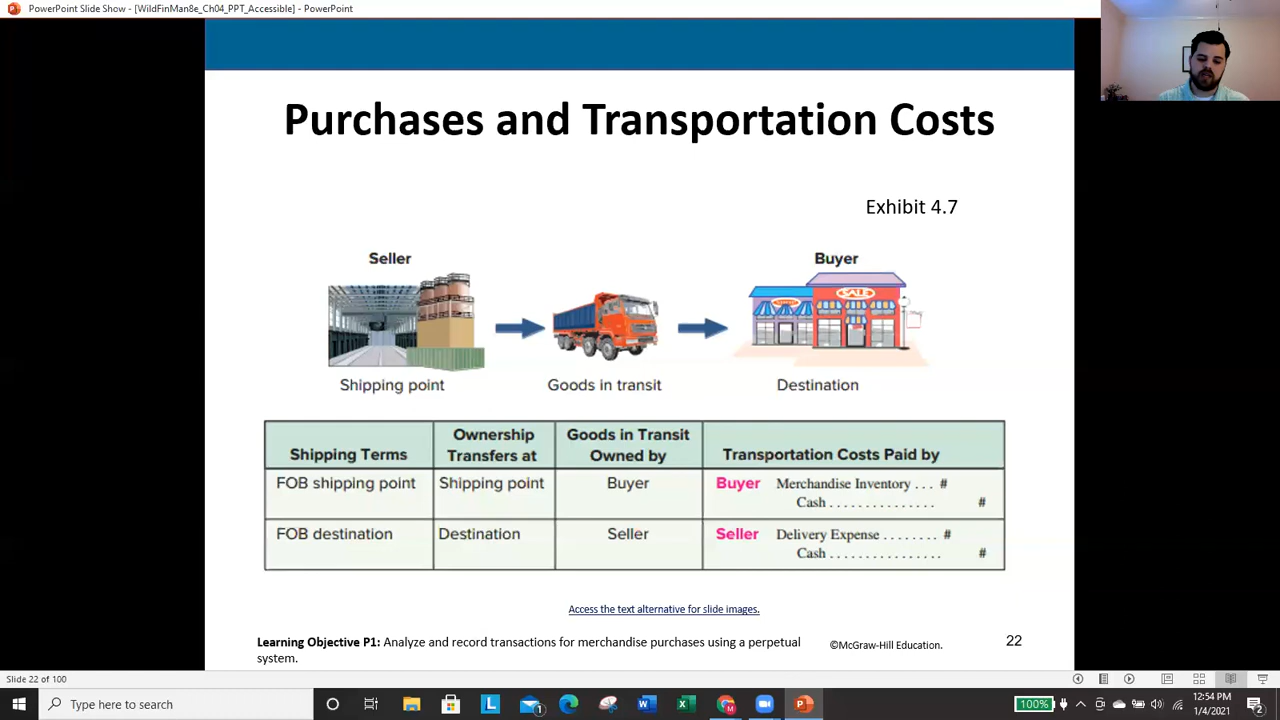 PowerPoint Slide Show - [WildFinMan8e_Ch04_PPT_Accessible] - PowerPoint
Purchases and Transportation Costs
Exhibit 4.7
Seller
Buyer
SALE
Shipping point
Goods in transit
Destination
Shipping Terms
Ownership
Transfers at
Goods in Transit
Owned by
Transportation Costs Paid by
FOB shipping point
Shipping point
Buyer
Buyer Merchandise Inventory . . . #
Cash . . . . . . . . . . . . . . . #
FOB destination
Destination
Seller
Seller Delivery Expense . . . . . . . . #
Cash . . . . . . . . . . . . . . . . #
Access the text alternative for slide images.
Learning Objective P1: Analyze and record transactions for merchandise purchases using a perpetual
system.
©McGraw-Hill Education.
22
Slide 22 of 100
Type here to search
100%
12:54 PM
1/4/2021